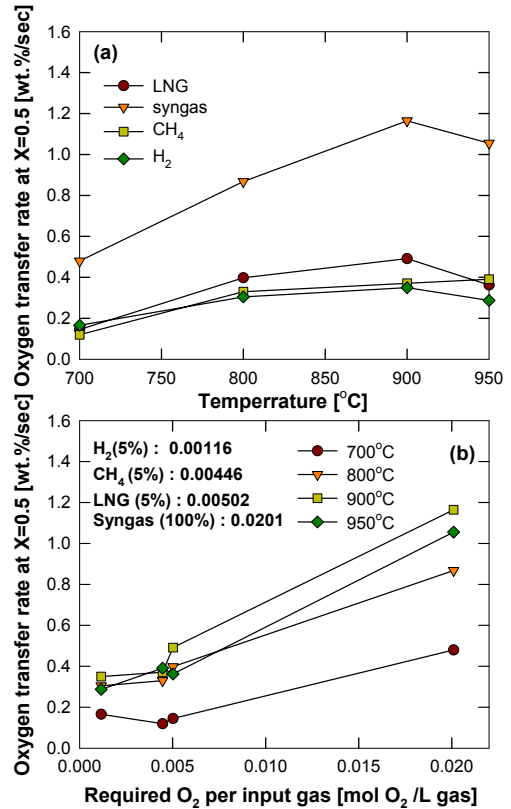 Oxygen transfer rate at X=0.5 [wt.%/sec]
1.6
1.4
1.2
1.0
0.8
0.6
0.4
0.2
0.0
(a)
LNG
syngas
CH₄
H₂
700 750 800 850 900 950
Temperrature [°C]
Oxygen transfer rate at X=0.5 [wt.%/sec]
1.6
1.4
1.2
1.0
0.8
0.6
0.4
0.2
0.0
H₂(5%) : 0.00116
CH₄(5%) : 0.00446
LNG (5%) : 0.00502
Syngas (100%) : 0.0201
700°C
800°C
900°C
950°C
(b)
0.000 0.005 0.010 0.015 0.020
Required O₂ per input gas [mol O₂ /L gas]